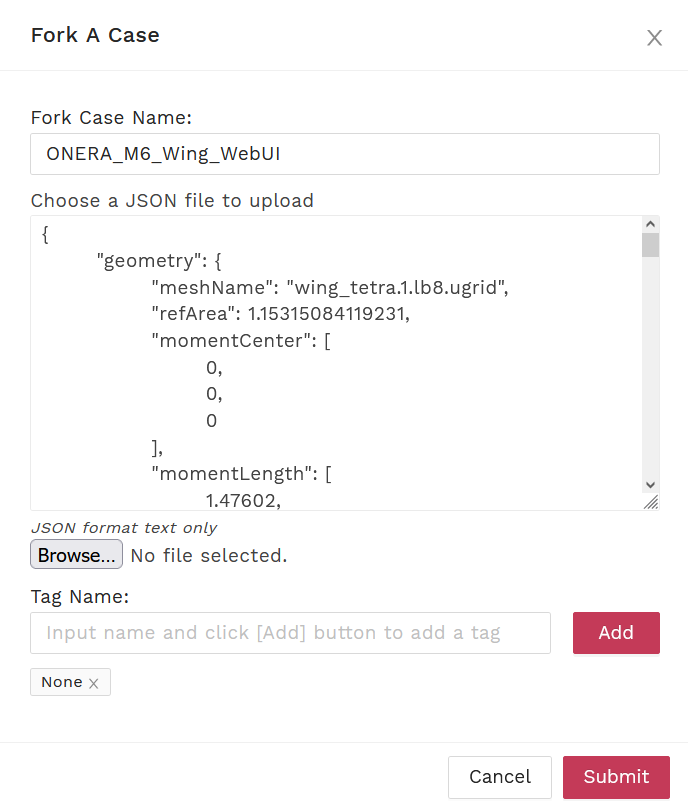 Fork A Case
Fork Case Name:
ONERA_M6_Wing_WebUI
Choose a JSON file to upload
{
"geometry": {
"meshName": "wing_tetra.1.lb8.ugrid",
"refArea": 1.15315084119231,
"momentCenter": [
0,
0,
0
],
"momentLength": [
1.47602,
JSON format text only
Browse... No file selected.
Tag Name:
Input name and click [Add] button to add a tag
Add
None x
Cancel
Submit